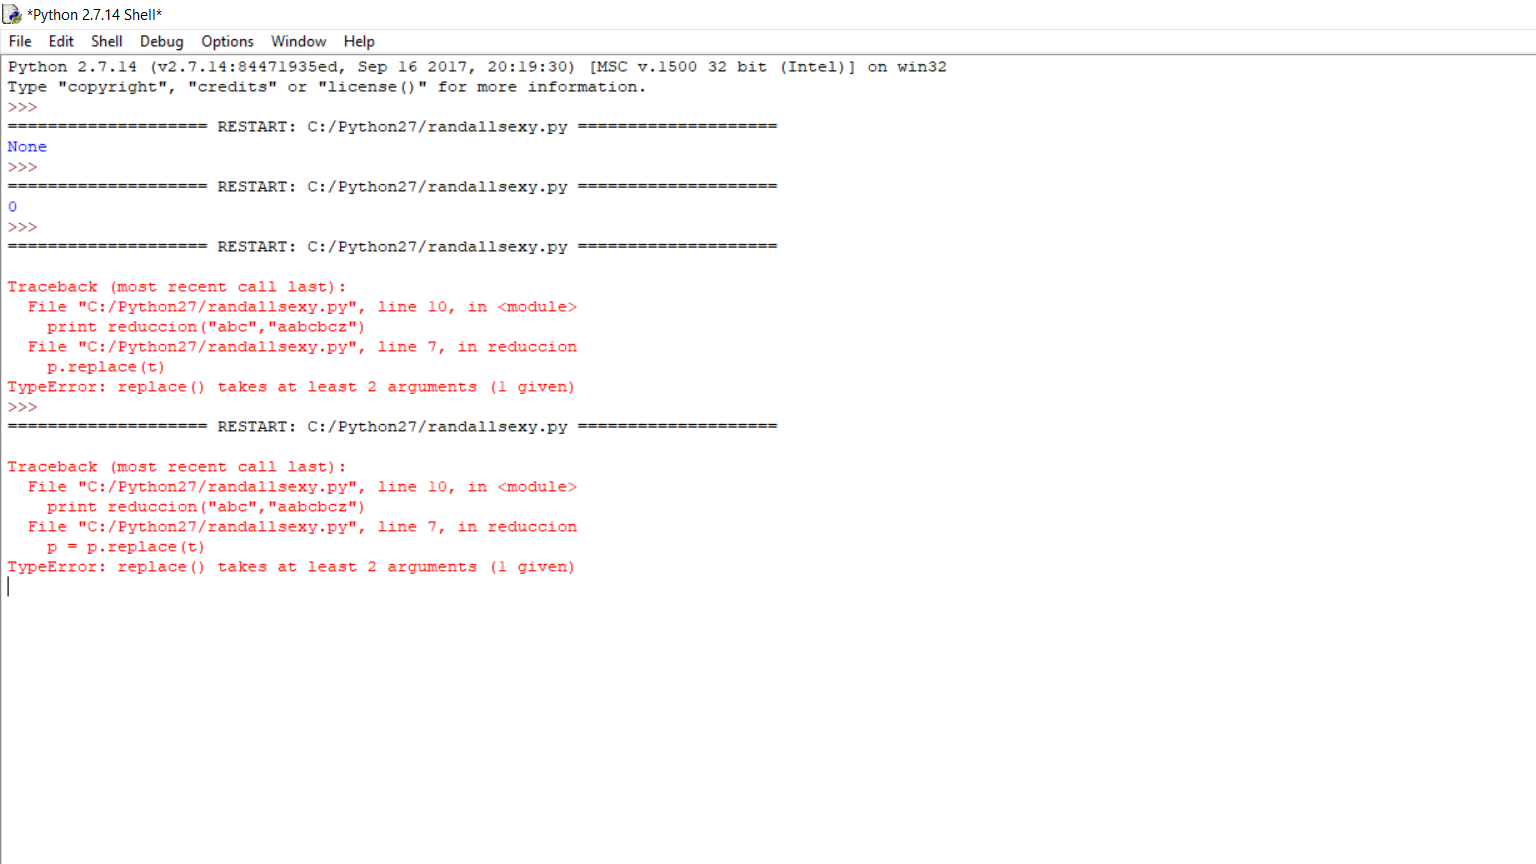 *Python 2.7.14 Shell*
File Edit Shell Debug Options Window Help
Python 2.7.14 (v2.7.14:84471935ed, Sep 16 2017, 20:19:30) [MSC v.1500 32 bit (Intel)] on win32
Type "copyright", "credits" or "license()" for more information.
>>>
==================== RESTART: C:/Python27/randallsexy.py ====================
None
>>>
==================== RESTART: C:/Python27/randallsexy.py ====================
0
>>>
==================== RESTART: C:/Python27/randallsexy.py ====================
Traceback (most recent call last):
  File "C:/Python27/randallsexy.py", line 10, in <module>
    print reduccion("abc","aabcbcz")
  File "C:/Python27/randallsexy.py", line 7, in reduccion
    p.replace(t)
TypeError: replace() takes at least 2 arguments (1 given)
>>>
==================== RESTART: C:/Python27/randallsexy.py ====================
Traceback (most recent call last):
  File "C:/Python27/randallsexy.py", line 10, in <module>
    print reduccion("abc","aabcbcz")
  File "C:/Python27/randallsexy.py", line 7, in reduccion
    p = p.replace(t)
TypeError: replace() takes at least 2 arguments (1 given)